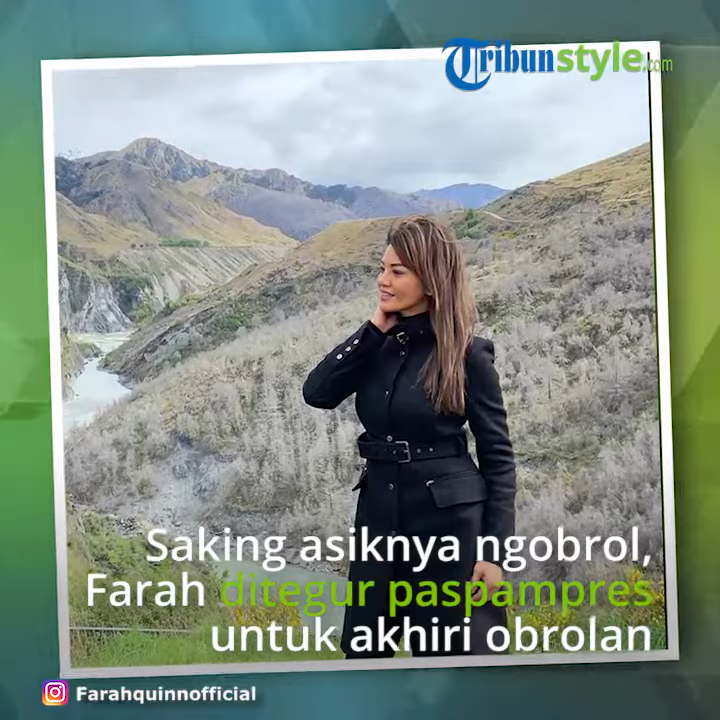 Tribunstyle.com
Saking asiknya ngobrol,
Farah ditegur paspampres
untuk akhiri obrolan
Farahquinnofficial